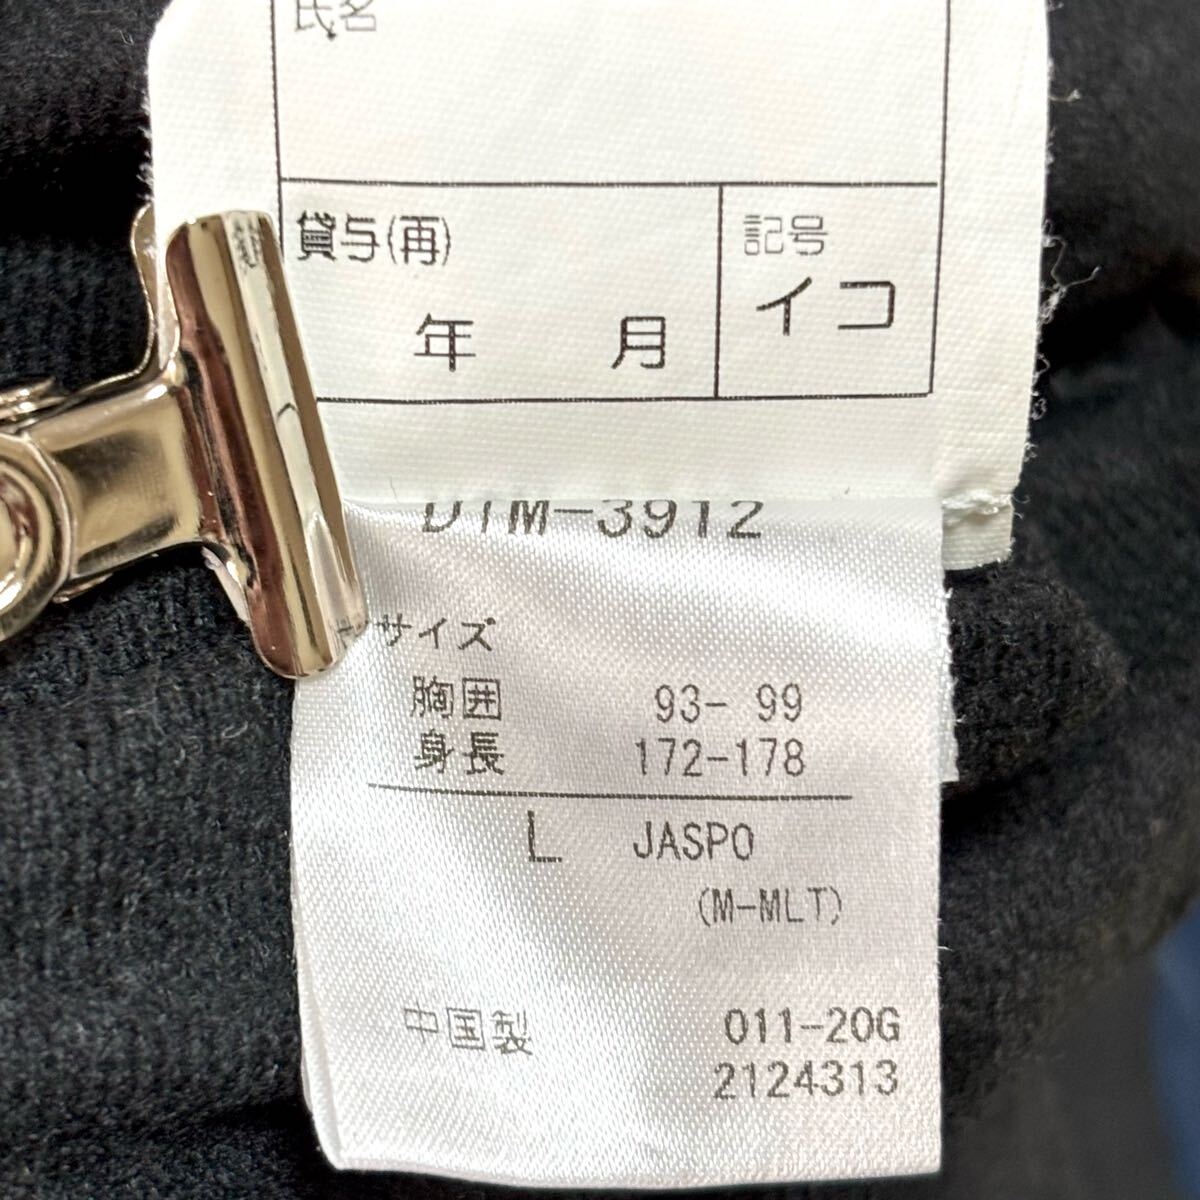 氏名
貸与(再)
年 月
記号
イコ
DTM-3912
サイズ
胸囲 93- 99
身長 172-178
L JASPO
(M-MLT)
中国製 011-20G
2124313